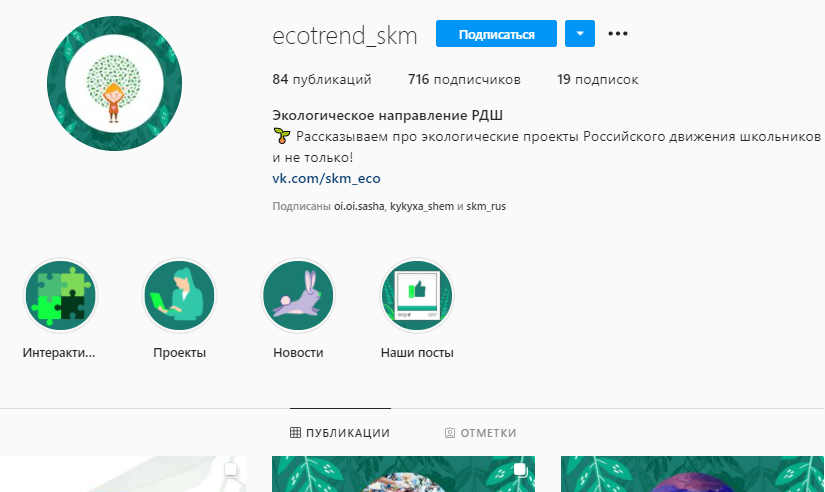 ecotrend_skm
Подписаться
84 публикаций 716 подписчиков 19 подписок
Экологическое направление РДШ
🌱 Рассказываем про экологические проекты Российского движения школьников
и не только!
vk.com/skm_eco
Подписаны oi.oi.sasha, kykyxa_shem и skm_rus
Интеракти... Проекты Новости Наши посты
ПУБЛИКАЦИИ ОТМЕТКИ